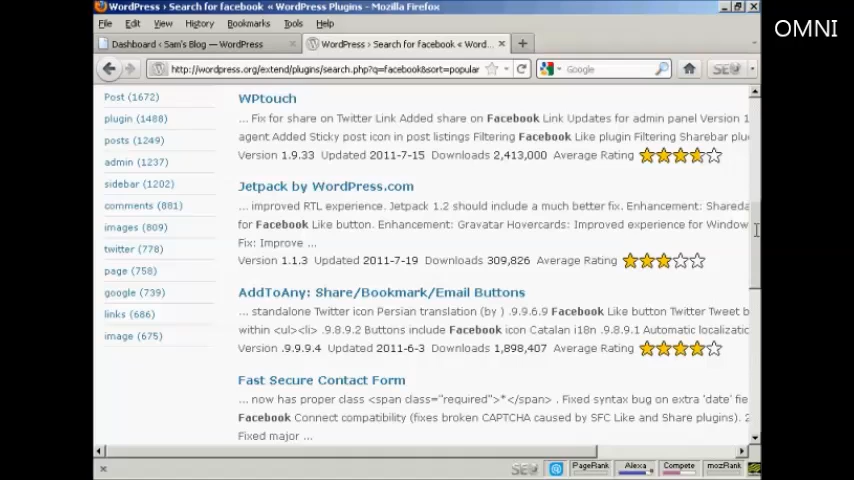 WordPress › Search for facebook « WordPress Plugins - Mozilla Firefox
OMNI
File Edit View History Bookmarks Tools Help
Dashboard ‹ Sam's Blog — WordPress
WordPress › Search for facebook « Word...
http://wordpress.org/extend/plugins/search.php?q=facebook&sort=popular
Google
SEO
Post (1672)
plugin (1488)
posts (1249)
admin (1237)
sidebar (1202)
comments (881)
images (809)
twitter (778)
page (758)
google (739)
links (686)
image (675)
WPtouch
... Fix for share on Twitter Link Added share on Facebook Link Updates for admin panel Version 1
agent Added Sticky post icon in post listings Filtering Facebook Like plugin Filtering Sharebar plu
Version 1.9.33 Updated 2011-7-15 Downloads 2,413,000 Average Rating
Jetpack by WordPress.com
... improved RTL experience. Jetpack 1.2 should include a much better fix. Enhancement: Shareda
for Facebook Like button. Enhancement: Gravatar Hovercards: Improved experience for Window
Fix: Improve ...
Version 1.1.3 Updated 2011-7-19 Downloads 309,826 Average Rating
AddToAny: Share/Bookmark/Email Buttons
... standalone Twitter icon Persian translation (by ) .9.9.6.9 Facebook Like button Twitter Tweet b
within <ul><li> .9.8.9.2 Buttons include Facebook icon Catalan i18n .9.8.9.1 Automatic localizatio
Version .9.9.9.4 Updated 2011-6-3 Downloads 1,898,407 Average Rating
Fast Secure Contact Form
... now has proper class <span class="required">*</span> . Fixed syntax bug on extra 'date' fie
Facebook Connect compatibility (fixes broken CAPTCHA caused by SFC Like and Share plugins). 2
Fixed major ...
SEO PageRank Alexa Compete mozRank